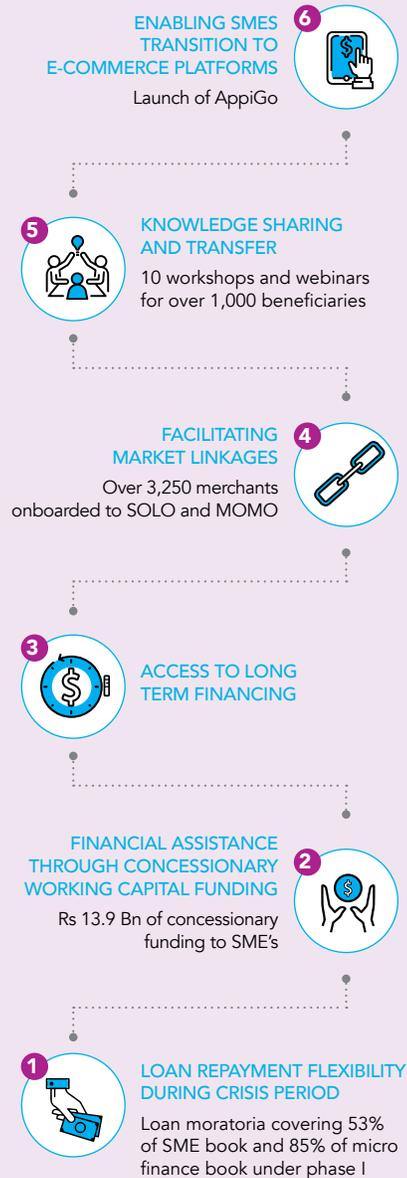 6
ENABLING SMES
TRANSITION TO
E-COMMERCE PLATFORMS
Launch of AppiGo
$
5
KNOWLEDGE SHARING
AND TRANSFER
10 workshops and webinars
for over 1,000 beneficiaries
4
FACILITATING
MARKET LINKAGES
Over 3,250 merchants
onboarded to SOLO and MOMO
3
$
ACCESS TO LONG
TERM FINANCING
2
FINANCIAL ASSISTANCE
THROUGH CONCESSIONARY
WORKING CAPITAL FUNDING
Rs 13.9 Bn of concessionary
funding to SME's
$
1
LOAN REPAYMENT FLEXIBILITY
DURING CRISIS PERIOD
Loan moratoria covering 53%
of SME book and 85% of micro
finance book under phase I